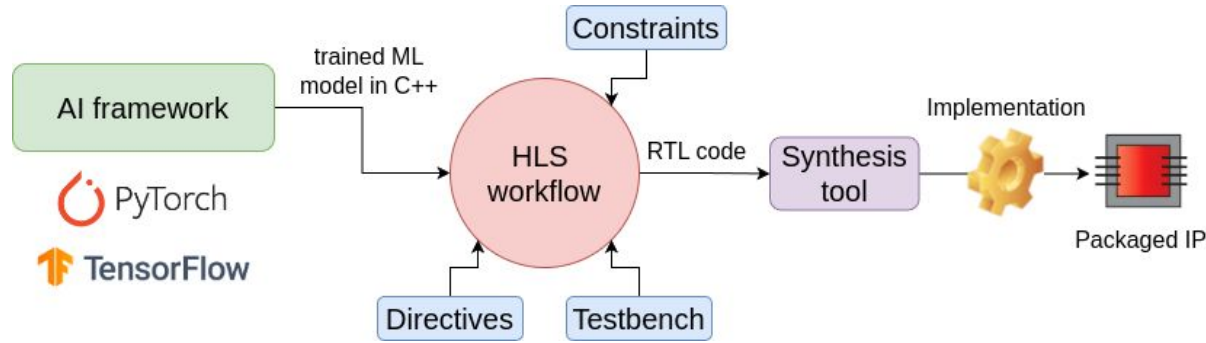 Constraints
trained ML
model in C++
AI framework
Implementation
HLS
workflow
RTL code
Synthesis
tool
PyTorch
TensorFlow
Packaged IP
Directives
Testbench